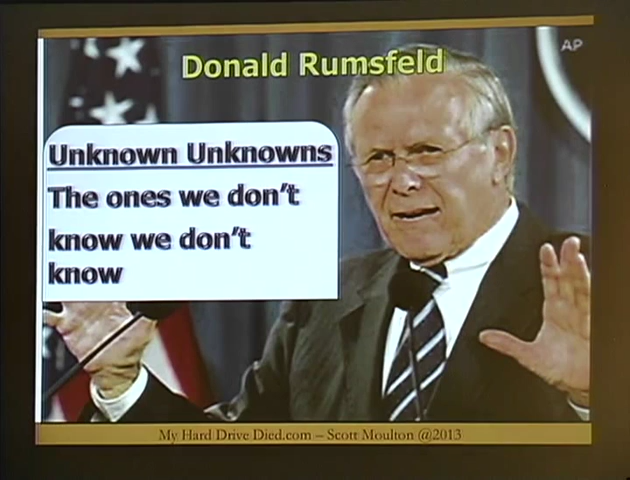 AP
Donald Rumsfeld
Unknown Unknowns
The ones we don't
know we don't
know
My Hard Drive Died.com – Scott Moulton @2013